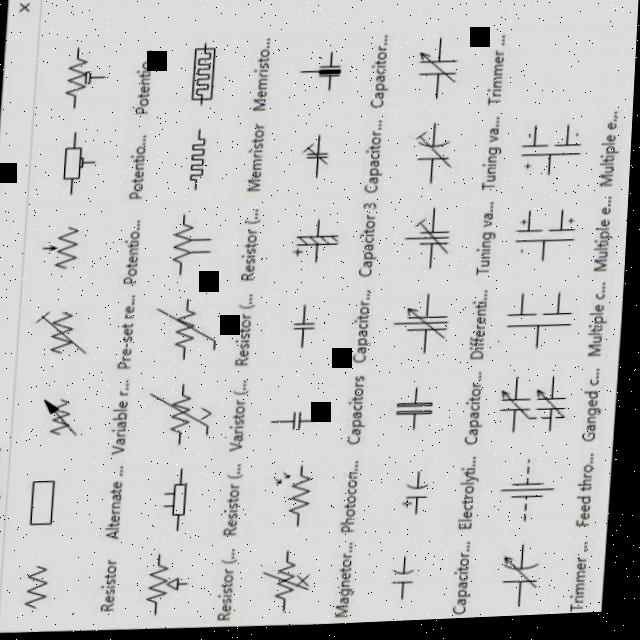 Resistor
Alternate ...
Variable r...
Pre-set re...
Potentio...
Potentio...
Potentio
Resistor (...
Resistor (...
Varistor (...
Resistor (...
Resistor (...
Memristor
Memristo...
Magnetor...
Photocon...
Capacitors
Capacitor...
Capacitor 3
Capacitor...
Capacitor...
Capacitor...
Electrolyti...
Capacitor...
Differenti...
Tuning va...
Tuning va...
Trimmer ...
Trimmer ...
Feed thro...
Ganged c...
Multiple c...
Multiple e...
Multiple e...